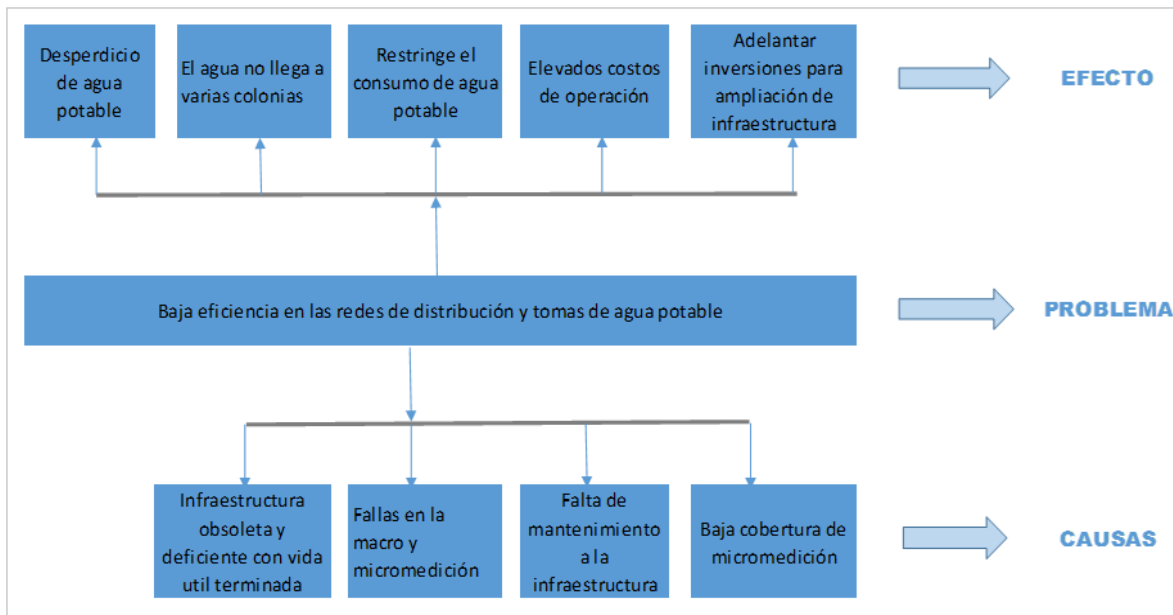 Desperdicio
de agua
potable
El agua no llega a
varias colonias
Restringe el
consumo de agua
potable
Elevados costos
de operación
Adelantar
inversiones para
ampliación de
infraestructura
EFECTO
Baja eficiencia en las redes de distribución y tomas de agua potable
PROBLEMA
Infraestructura
obsoleta y
deficiente con vida
util terminada
Fallas en la
macro y
micromedición
Falta de
mantenimiento
a la
infraestructura
Baja cobertura de
micromedición
CAUSAS